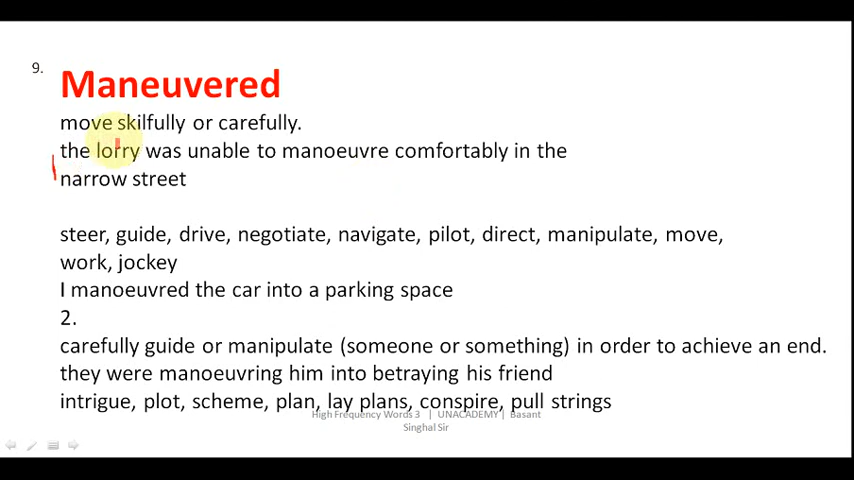 9.
Maneuvered
move skilfully or carefully.
the lorry was unable to manoeuvre comfortably in the
narrow street
steer, guide, drive, negotiate, navigate, pilot, direct, manipulate, move,
work, jockey
I manoeuvred the car into a parking space
2.
carefully guide or manipulate (someone or something) in order to achieve an end.
they were manoeuvring him into betraying his friend
intrigue, plot, scheme, plan, lay plans, conspire, pull strings
High Frequency Words 3 | UNACADEMY | Basant
Singhal Sir